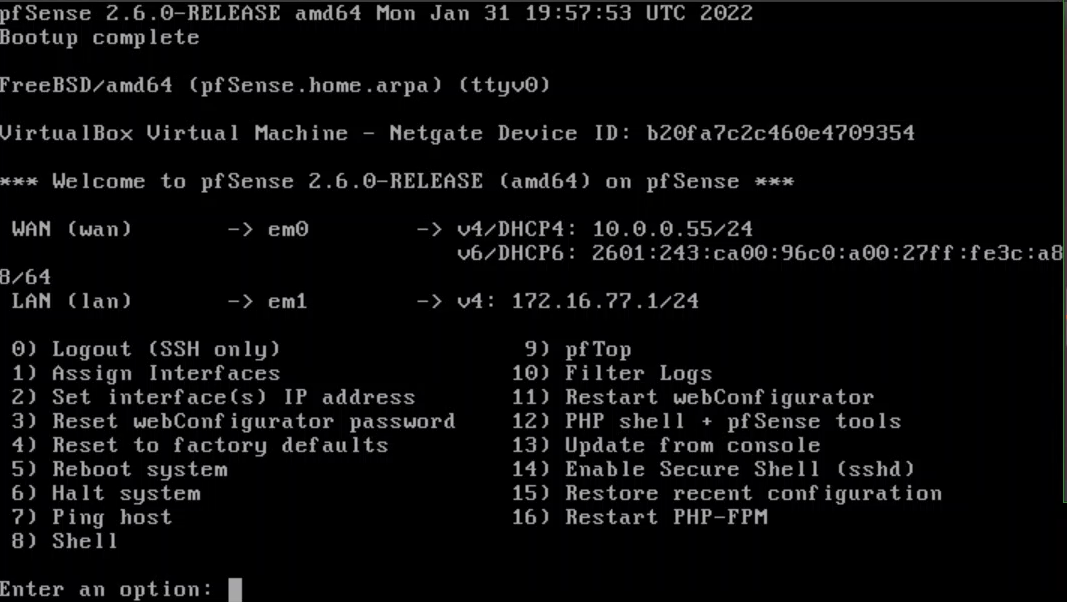 pfSense 2.6.0-RELEASE amd64 Mon Jan 31 19:57:53 UTC 2022
Bootup complete
FreeBSD/amd64 (pfSense.home.arpa) (ttyv0)
VirtualBox Virtual Machine - Netgate Device ID: b20fa7c2c460e4709354
*** Welcome to pfSense 2.6.0-RELEASE (amd64) on pfSense ***
WAN (wan) -> em0 -> v4/DHCP4: 10.0.0.55/24
v6/DHCP6: 2601:243:ca00:96c0:a00:27ff:fe3c:a8
8/64
LAN (lan) -> em1 -> v4: 172.16.77.1/24
0) Logout (SSH only) 9) pfTop
1) Assign Interfaces 10) Filter Logs
2) Set interface(s) IP address 11) Restart webConfigurator
3) Reset webConfigurator password 12) PHP shell + pfSense tools
4) Reset to factory defaults 13) Update from console
5) Reboot system 14) Enable Secure Shell (sshd)
6) Halt system 15) Restore recent configuration
7) Ping host 16) Restart PHP-FPM
8) Shell
Enter an option: